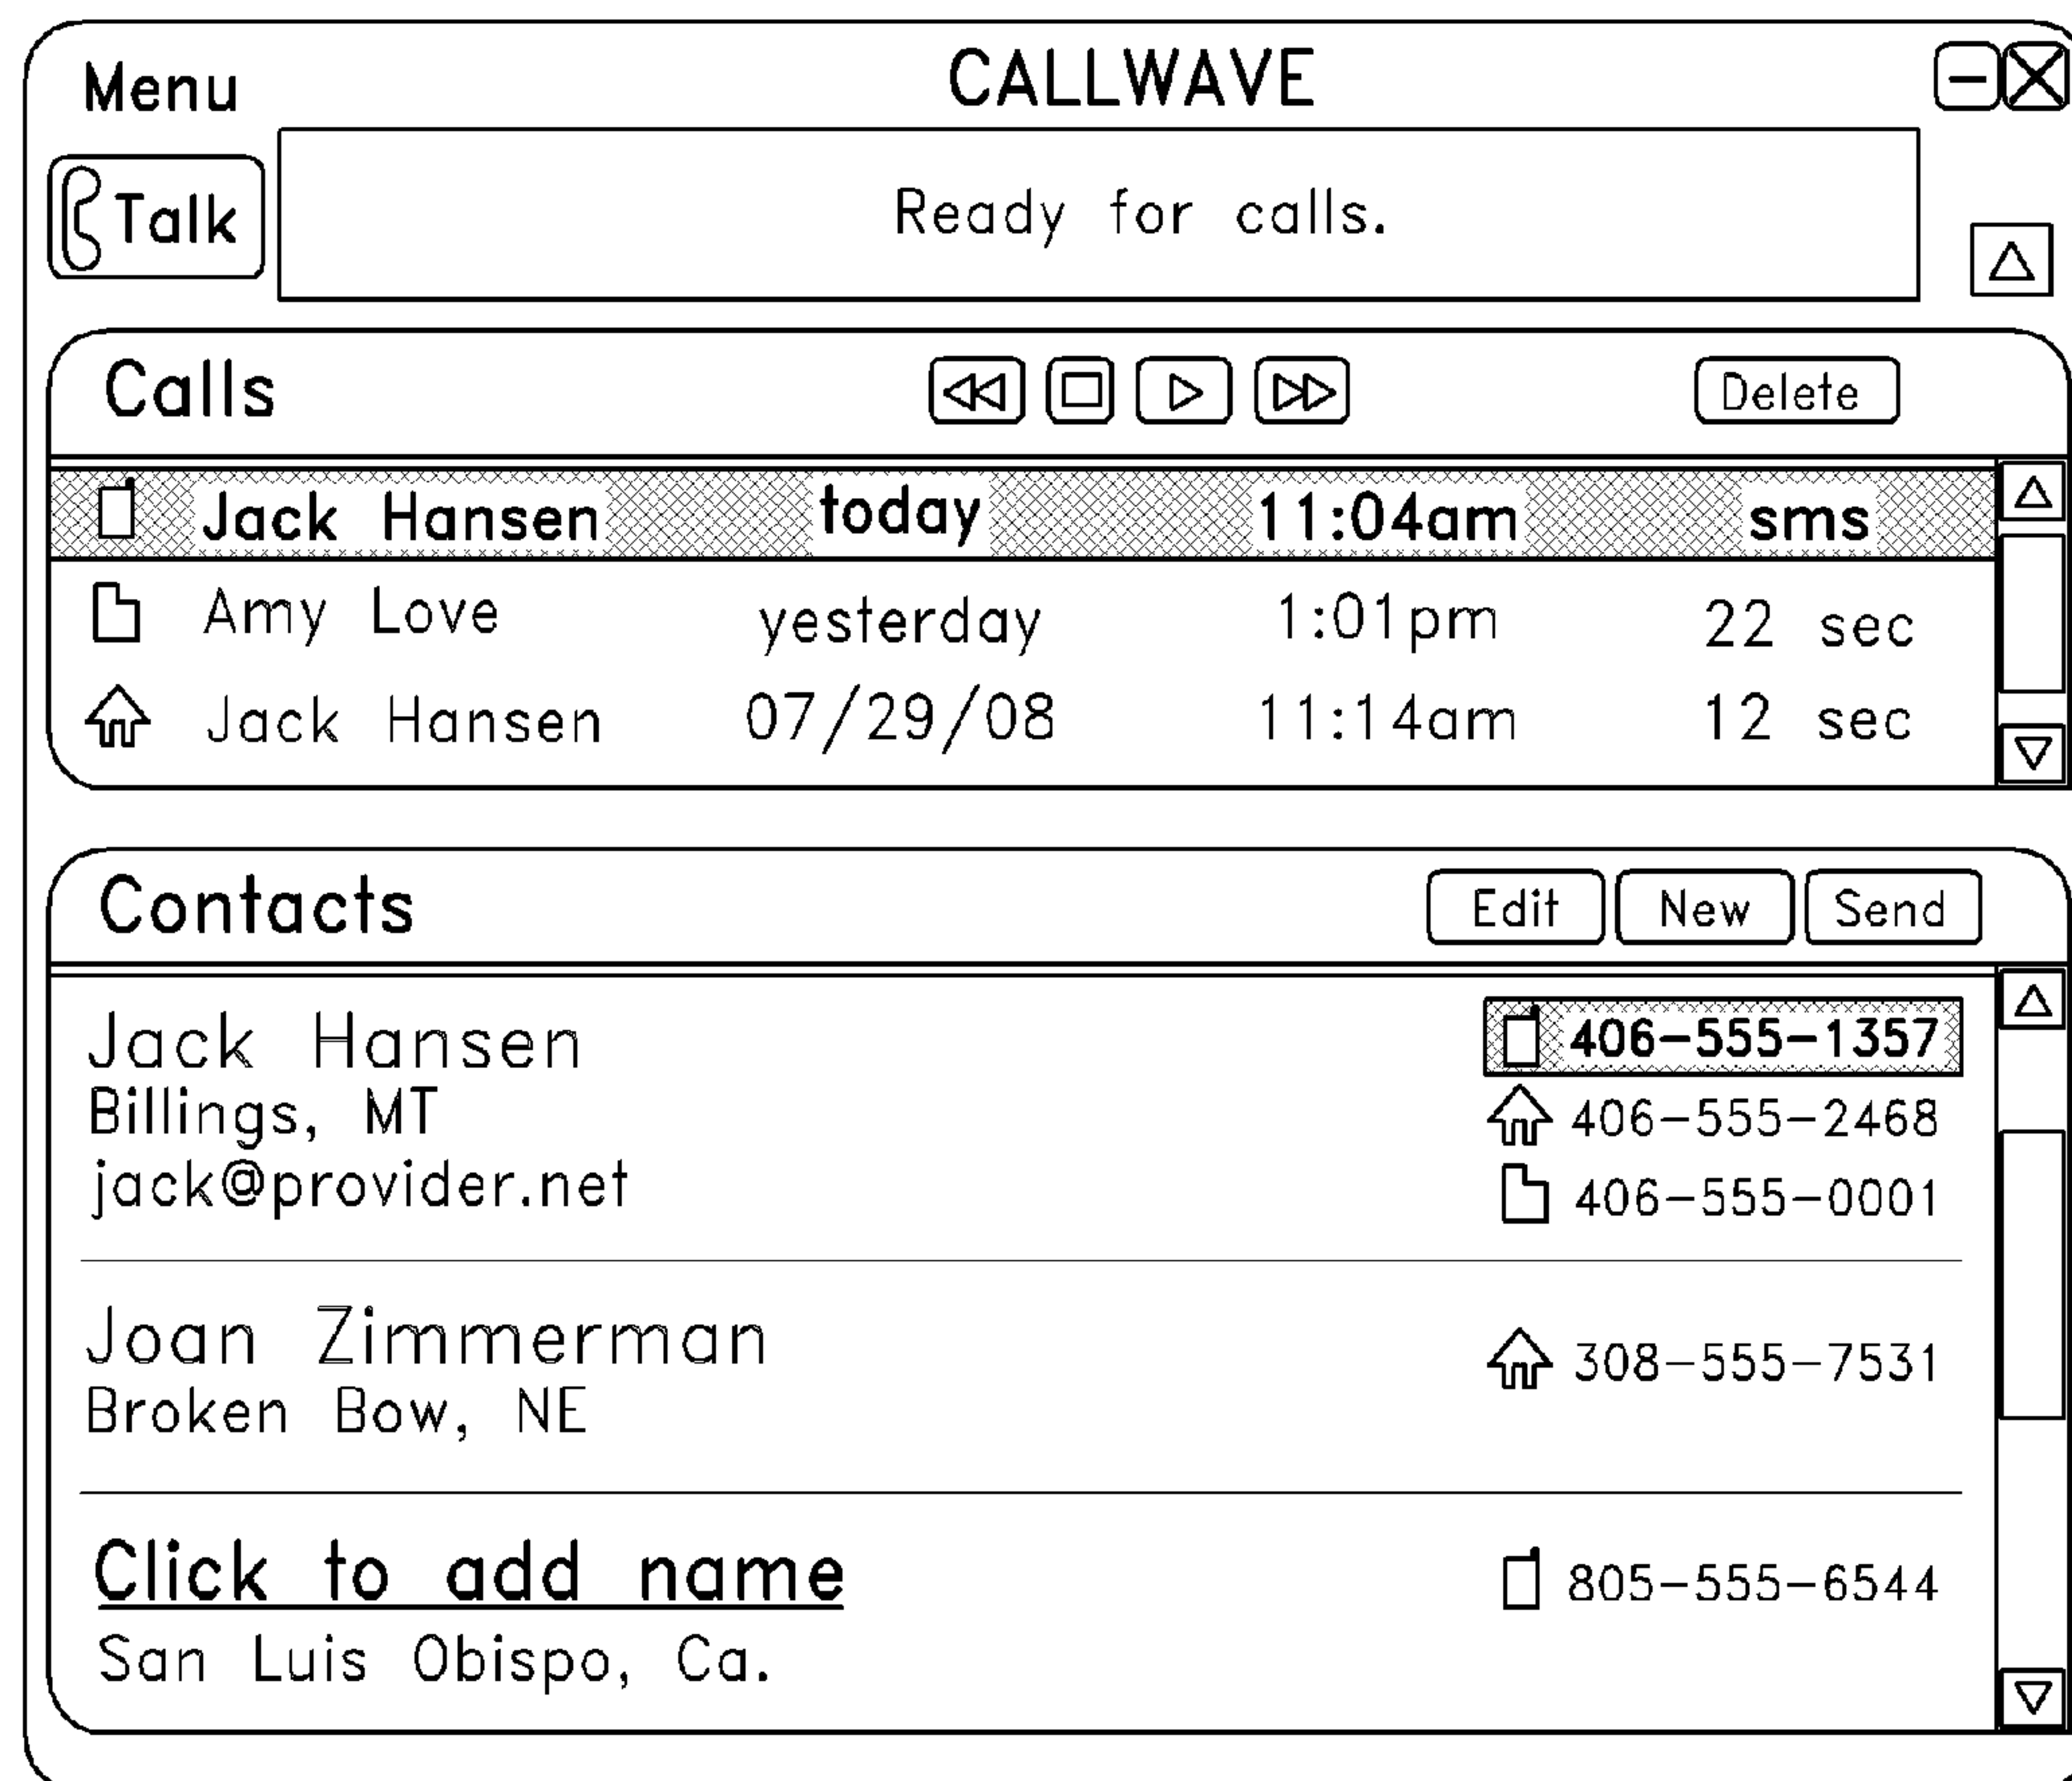 Menu CALLWAVE
Talk Ready for calls.
Calls Delete
Jack Hansen today 11:04am sms
Amy Love yesterday 1:01pm 22 sec
Jack Hansen 07/29/08 11:14am 12 sec
Contacts Edit New Send
Jack Hansen 406-555-1357
Billings, MT 406-555-2468
jack@provider.net 406-555-0001
Joan Zimmerman 308-555-7531
Broken Bow, NE
Click to add name 805-555-6544
San Luis Obispo, Ca.